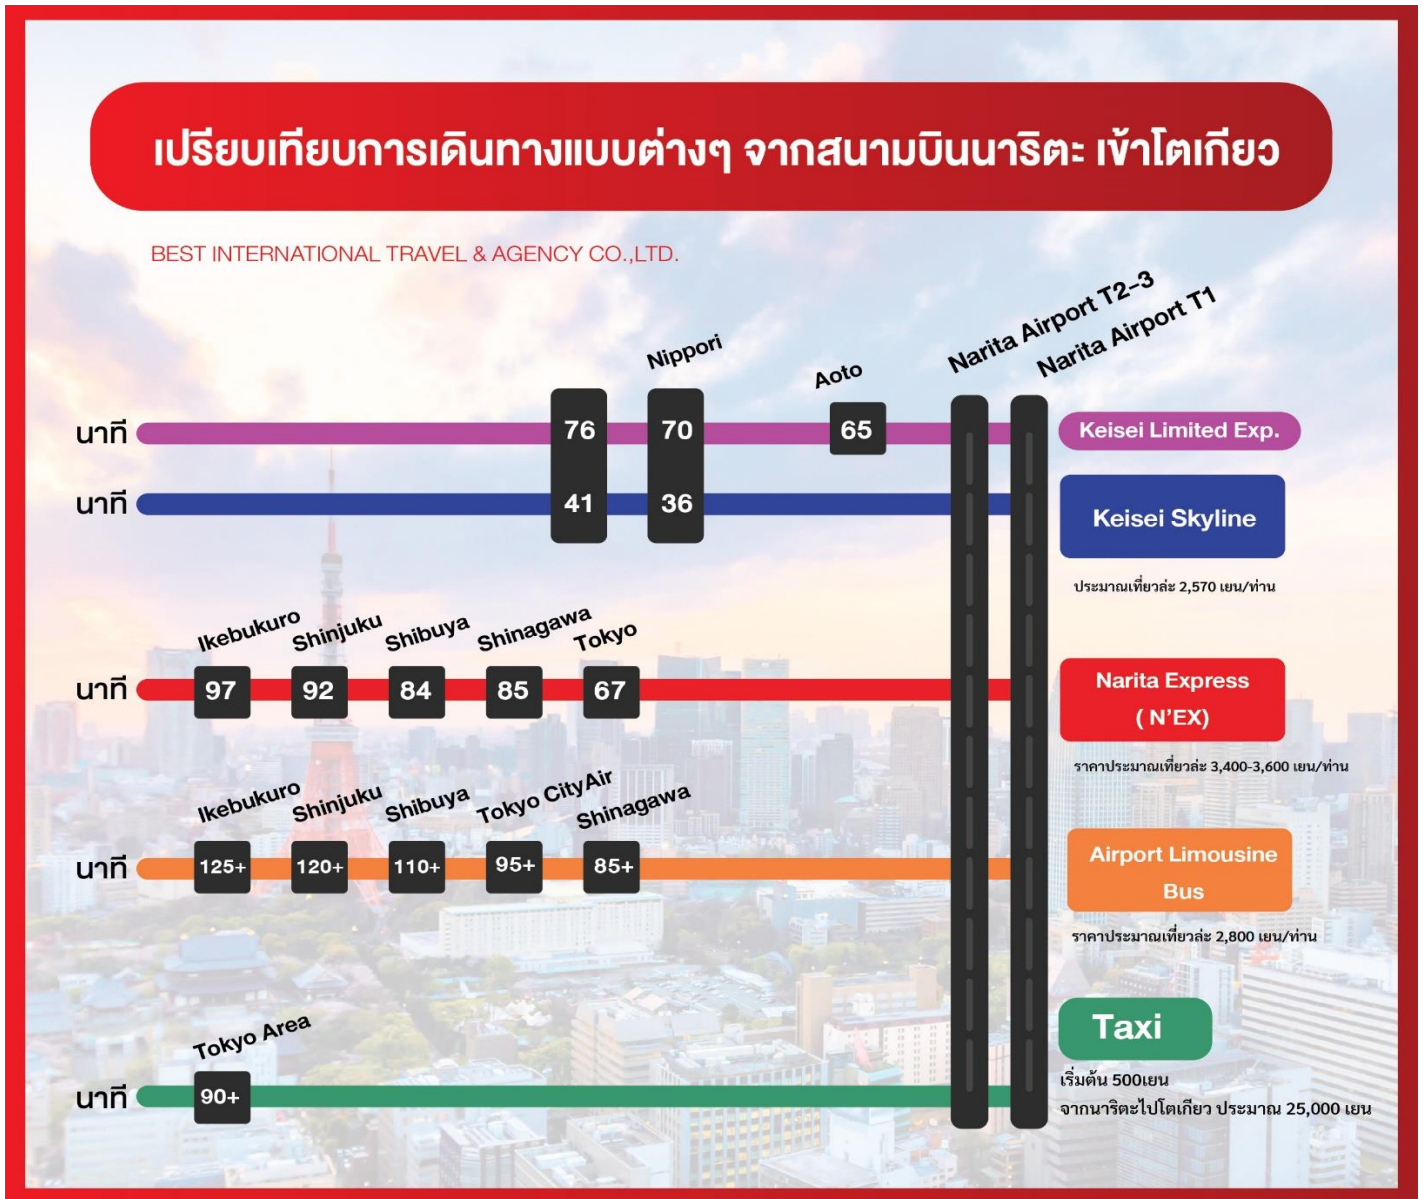 เปรียบเทียบการเดินทางแบบต่างๆ จากสนามบินนาริตะ เข้าโตเกียว
BEST INTERNATIONAL TRAVEL & AGENCY CO.,LTD.
Narita Airport T2-3
Narita Airport T1
Nippori
Aoto
นาที 76 70 65 Keisei Limited Exp.
นาที 41 36 Keisei Skyline
ประมาณเที่ยวล่ะ 2,570 เยน/ท่าน
Ikebukuro Shinjuku Shibuya Shinagawa Tokyo
นาที 97 92 84 85 67
Narita Express
( N'EX)
ราคาประมาณเที่ยวล่ะ 3,400-3,600 เยน/ท่าน
Ikebukuro Shinjuku Shibuya Tokyo CityAir Shinagawa
นาที 125+ 120+ 110+ 95+ 85+
Airport Limousine
Bus
ราคาประมาณเที่ยวล่ะ 2,800 เยน/ท่าน
Tokyo Area
นาที 90+
Taxi
เริ่มต้น 500เยน
จากนาริตะไปโตเกียว ประมาณ 25,000 เยน